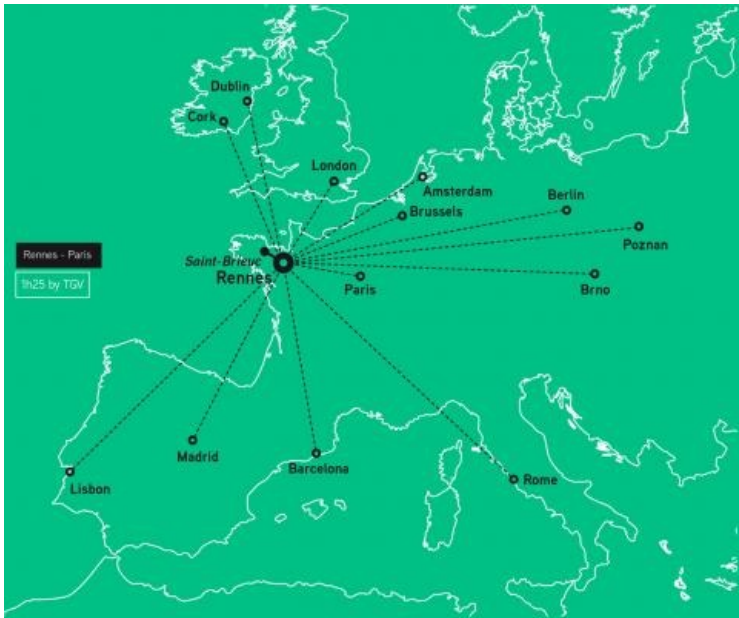 Dublin
Cork
London
Amsterdam
Brussels
Berlin
Poznan
Rennes - Paris
1h25 by TGV
Saint-Brieuc
Rennes
Paris
Brno
Madrid
Barcelona
Lisbon
Rome